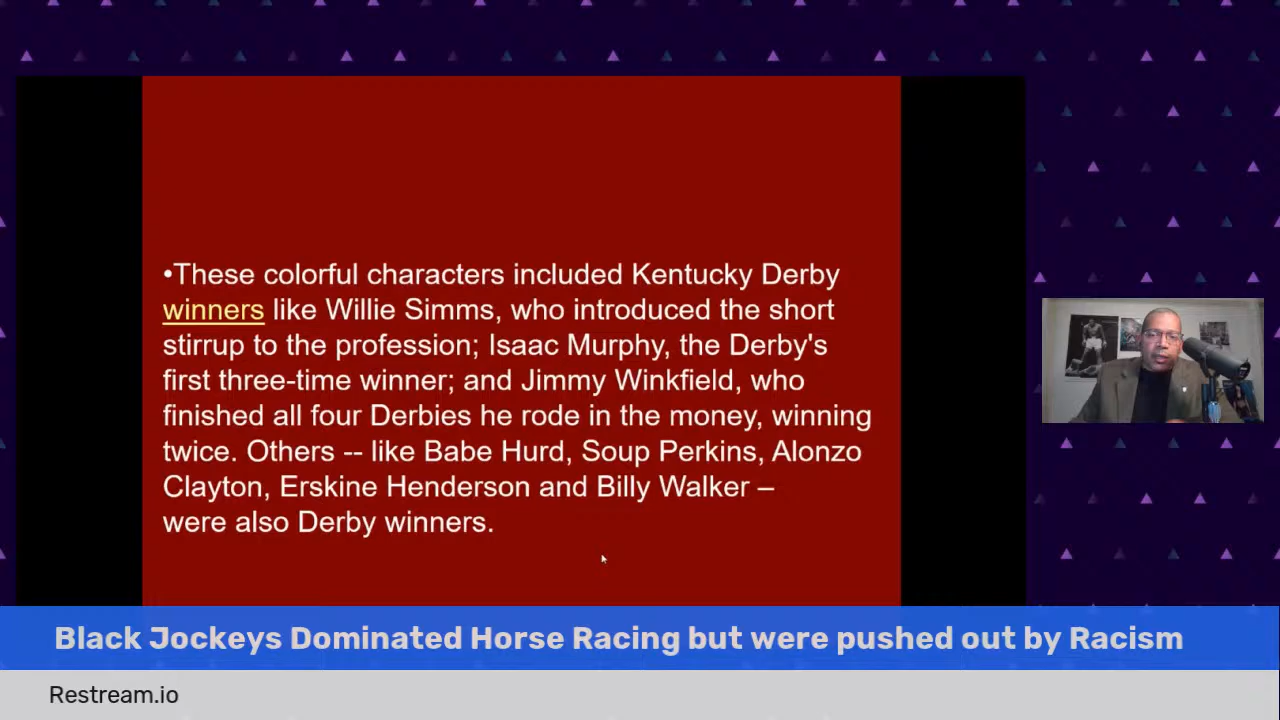 •These colorful characters included Kentucky Derby
winners like Willie Simms, who introduced the short
stirrup to the profession; Isaac Murphy, the Derby's
first three-time winner; and Jimmy Winkfield, who
finished all four Derbies he rode in the money, winning
twice. Others -- like Babe Hurd, Soup Perkins, Alonzo
Clayton, Erskine Henderson and Billy Walker –
were also Derby winners.
Black Jockeys Dominated Horse Racing but were pushed out by Racism
Restream.io